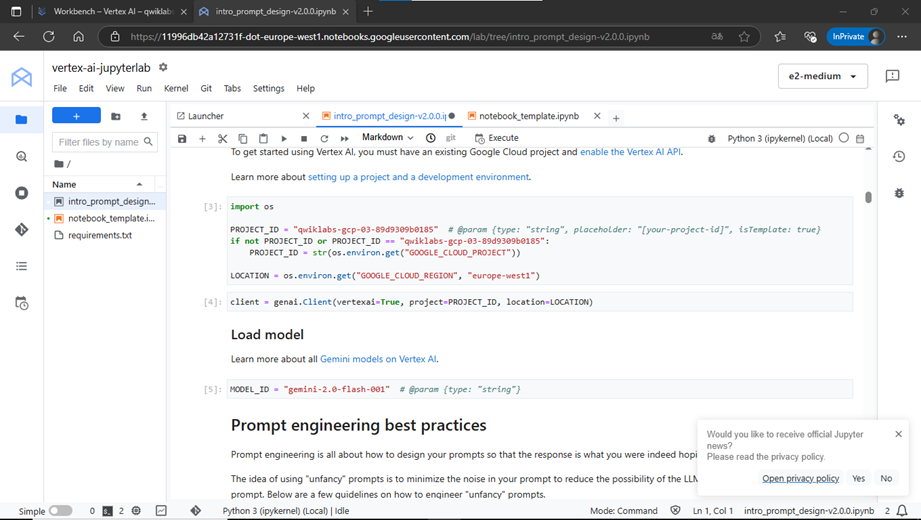 Workbench – Vertex AI – qwiklab
intro_prompt_design-v2.0.0.ipynb
https://11996db42a12731f-dot-europe-west1.notebooks.googleusercontent.com/lab/tree/intro_prompt_design-v2.0.0.ipynb
InPrivate
vertex-ai-jupyterlab
e2-medium
File Edit View Run Kernel Git Tabs Settings Help
Launcher
intro_prompt_design-v2.0.0.i
notebook_template.ipynb
Markdown
git
Execute
Python 3 (ipykernel) (Local)
Filter files by name
/
Name
intro_prompt_design...
notebook_template.i...
requirements.txt
To get started using Vertex AI, you must have an existing Google Cloud project and enable the Vertex AI API.
Learn more about setting up a project and a development environment.
[3]: import os
PROJECT_ID = "qwiklabs-gcp-03-89d9309b0185"  # @param {type: "string", placeholder: "[your-project-id]", isTemplate: true}
if not PROJECT_ID or PROJECT_ID == "qwiklabs-gcp-03-89d9309b0185":
PROJECT_ID = str(os.environ.get("GOOGLE_CLOUD_PROJECT"))
LOCATION = os.environ.get("GOOGLE_CLOUD_REGION", "europe-west1")
[4]: client = genai.Client(vertexai=True, project=PROJECT_ID, location=LOCATION)
Load model
Learn more about all Gemini models on Vertex AI.
[5]: MODEL_ID = "gemini-2.0-flash-001"  # @param {type: "string"}
Prompt engineering best practices
Prompt engineering is all about how to design your prompts so that the response is what you were indeed hopi
The idea of using "unfancy" prompts is to minimize the noise in your prompt to reduce the possibility of the LLM
prompt. Below are a few guidelines on how to engineer "unfancy" prompts.
Would you like to receive official Jupyter
news?
Please read the privacy policy.
Open privacy policy Yes No
Simple 0 2 Python 3 (ipykernel) (Local) | Idle Mode: Command Ln 1, Col 1 intro_prompt_design-v2.0.0.ipynb 2